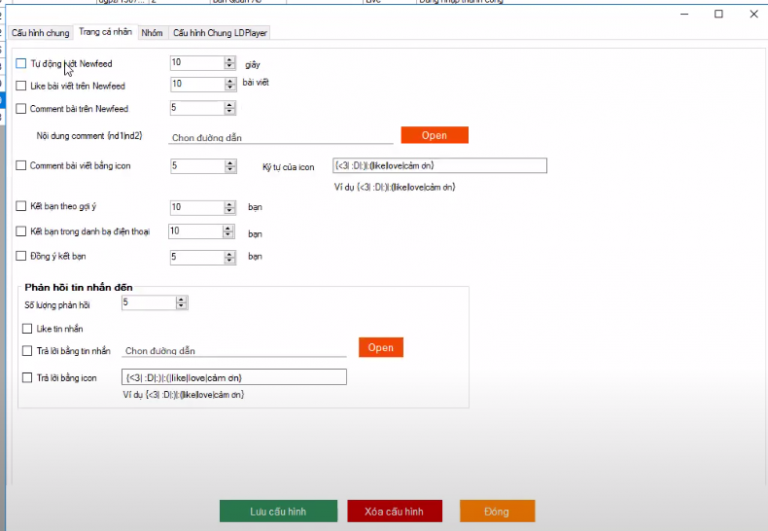 Live
Cấu hình chung Trang cá nhân Nhóm Cấu hình Chung LDPlayer
Tự động lướt Newfeed 10 giây
Like bài viết trên Newfeed 10 bài viết
Comment bài trên Newfeed 5
Nội dung comment {nd1|nd2} Chọn đường dẫn Open
Comment bài viết bằng icon 5 Ký tự của icon {<3| :D|:)|:(|like|love|cảm ơn}
Ví dụ {<3| :D|:)|:(|like|love|cảm ơn}
Kết bạn theo gợi ý 10 bạn
Kết bạn trong danh bạ điện thoại 10 bạn
Đồng ý kết bạn 5 bạn
Phản hồi tin nhắn đến
Số lượng phản hồi 5
Like tin nhắn
Trả lời bằng tin nhắn Chọn đường dẫn Open
Trả lời bằng icon {<3| :D|:)|:(|like|love|cảm ơn}
Ví dụ {<3| :D|:)|:(|like|love|cảm ơn}
Lưu cấu hình Xóa cấu hình Đóng